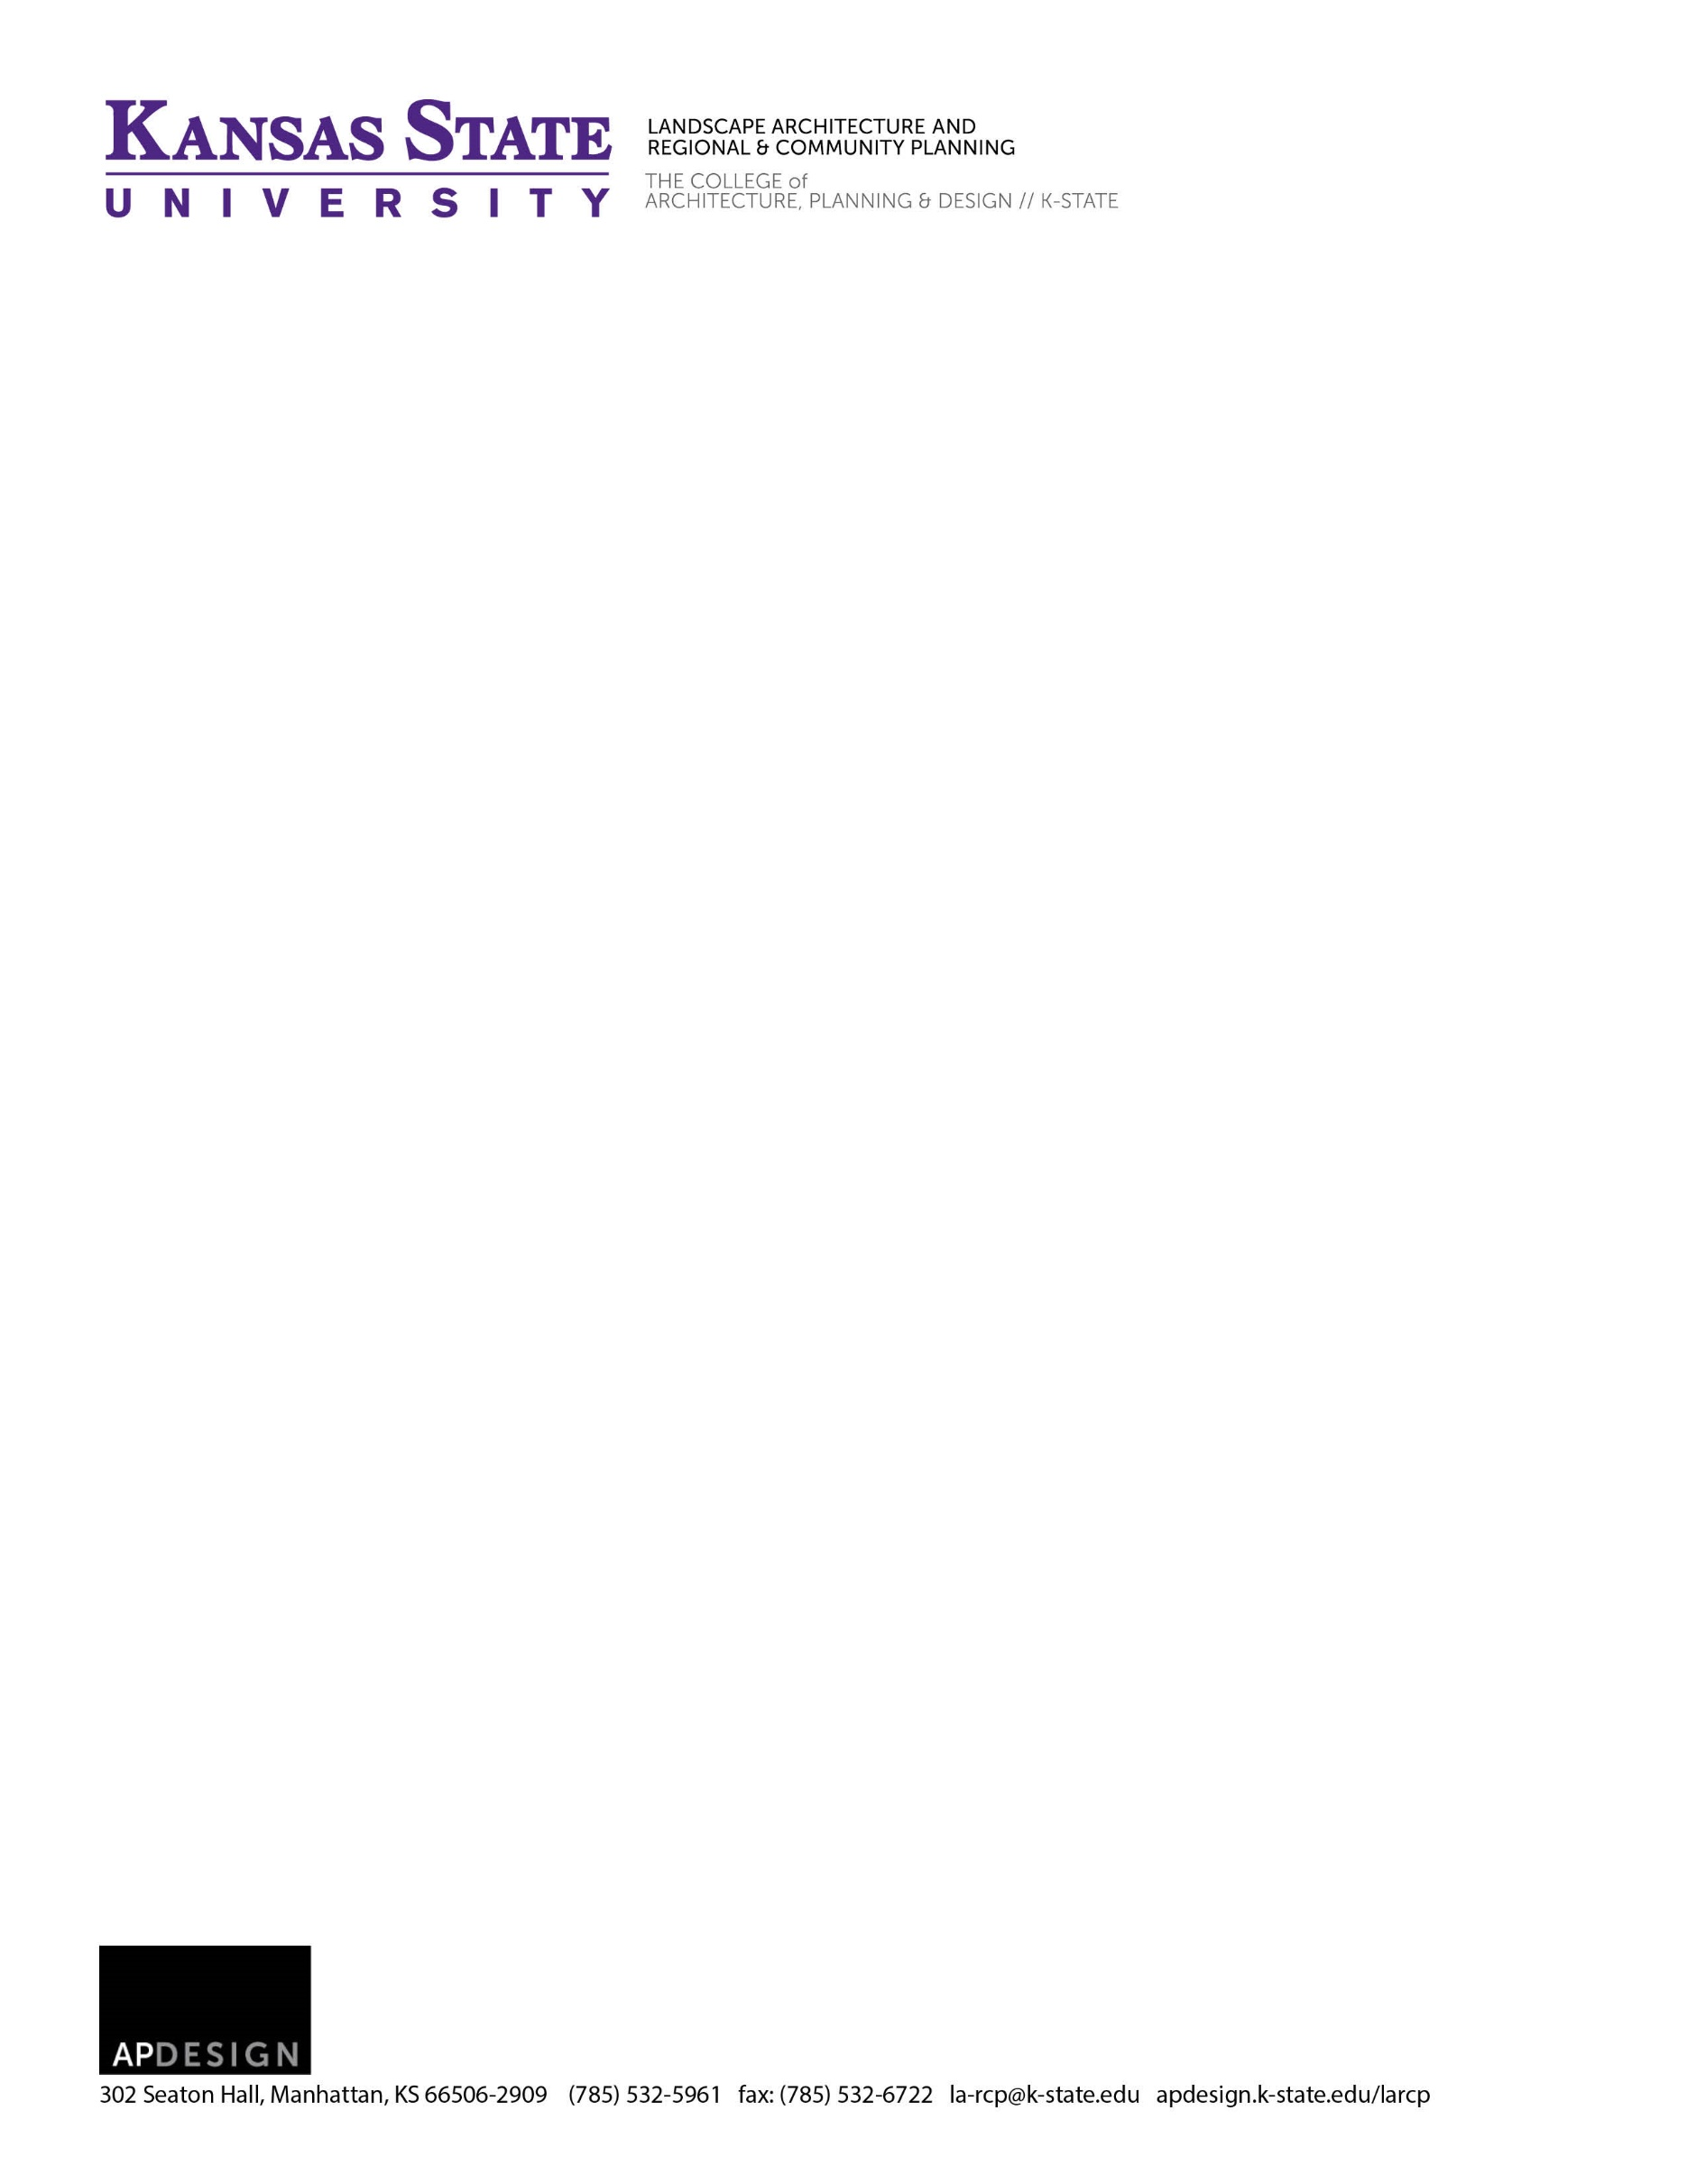 KANSAS STATE
UNIVERSITY
LANDSCAPE ARCHITECTURE AND
REGIONAL & COMMUNITY PLANNING
THE COLLEGE of
ARCHITECTURE, PLANNING & DESIGN // K-STATE
APDESIGN
302 Seaton Hall, Manhattan, KS 66506-2909 (785) 532-5961 fax: (785) 532-6722 la-rcp@k-state.edu apdesign.k-state.edu/larcp